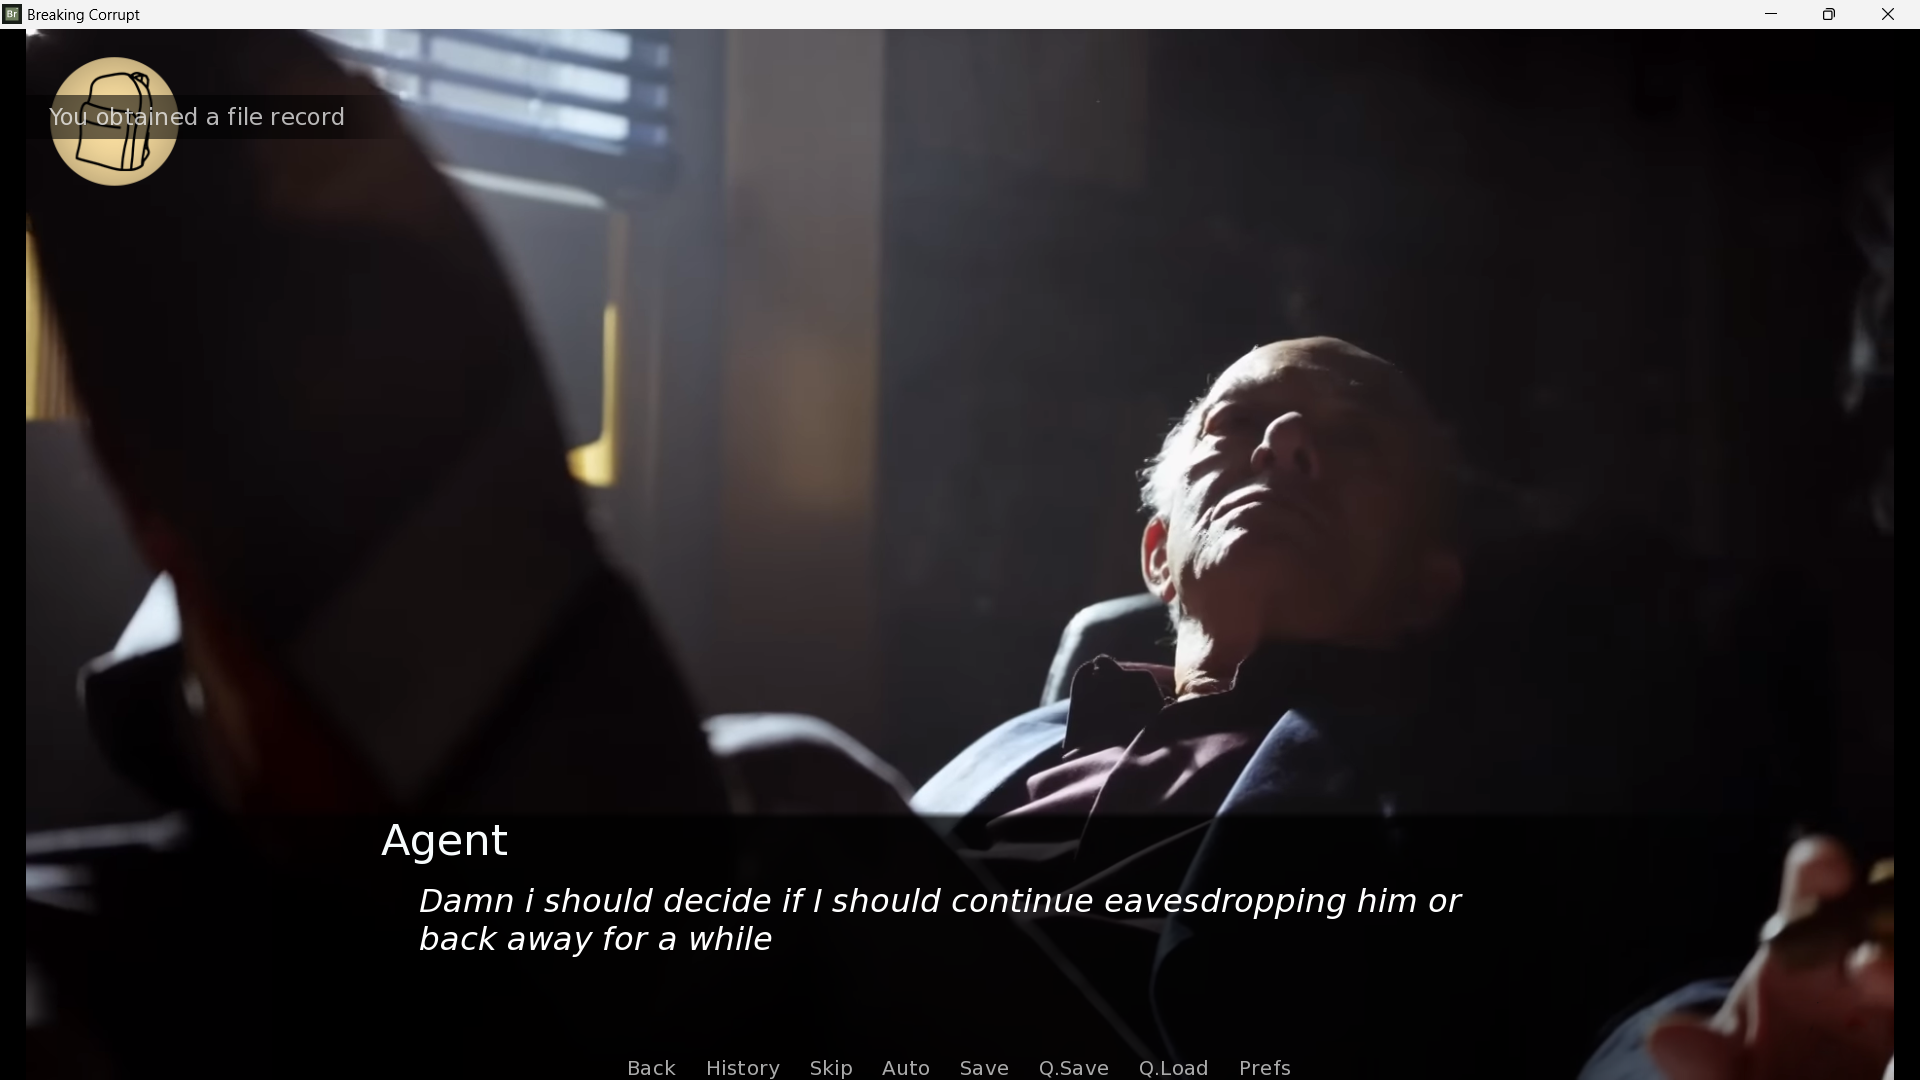 Br Breaking Corrupt
You obtained a file record
Agent
Damn i should decide if I should continue eavesdropping him or
back away for a while
Back History Skip Auto Save Q.Save Q.Load Prefs